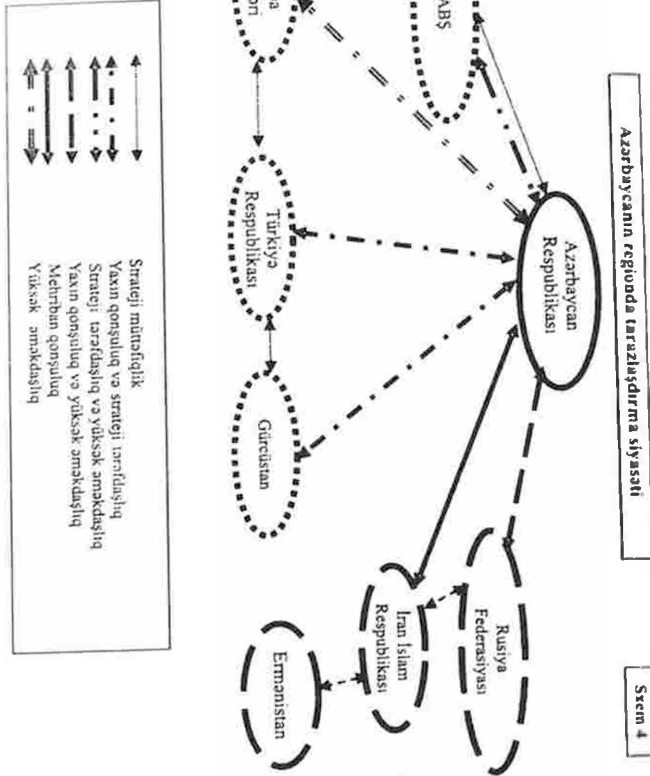 Sxem 4
Azərbaycanın regionda tarazlaşdırma siyasəti
ABŞ
Azərbaycan
Respublikası
Rusiya
Federasiyası
Türkiyə
Respublikası
Gürcüstan
İran İslam
Respublikası
Ermənistan
Strateji müttəfiqlik
Yaxın qonşuluq və strateji tərəfdaşlıq
Strateji tərəfdaşlıq və yüksək əməkdaşlıq
Yaxın qonşuluq və yüksək əməkdaşlıq
Mehriban qonşuluq
Yüksək əməkdaşlıq